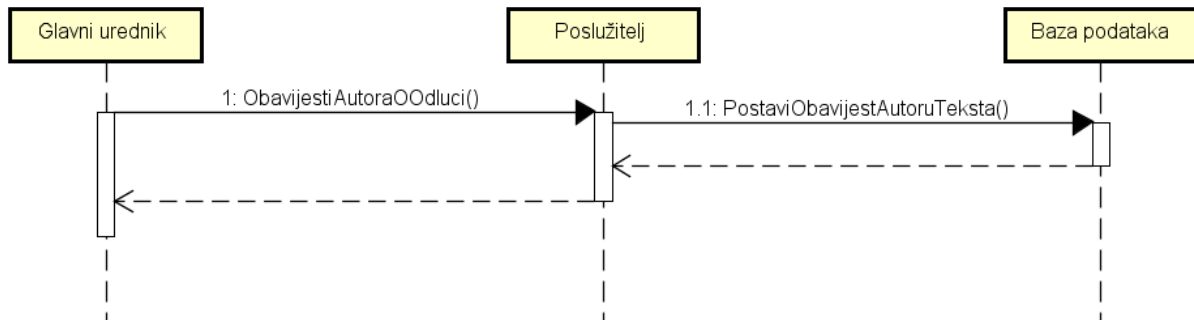 Glavni urednik
Poslužitelj
Baza podataka
1: ObavijestiAutoraOOdluci()
1.1: PostaviObavijestAutoruTeksta()